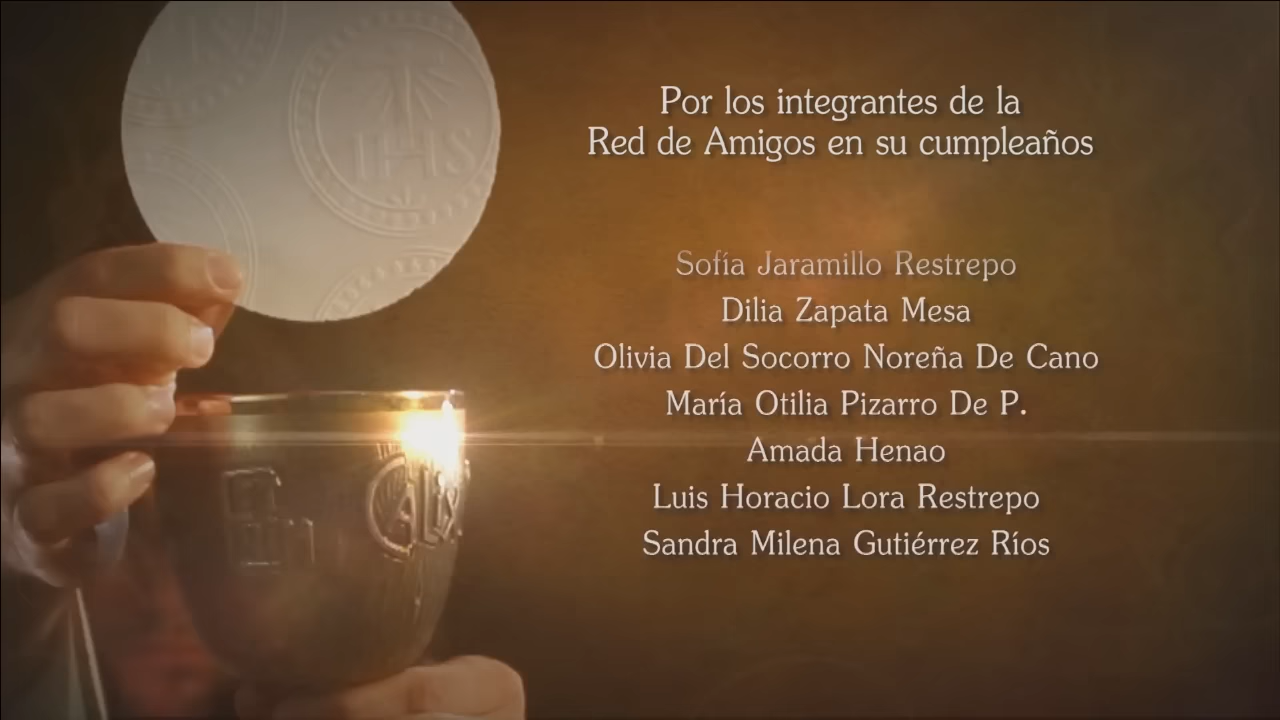 IHS
Por los integrantes de la
Red de Amigos en su cumpleaños
Sofía Jaramillo Restrepo
Dilia Zapata Mesa
Olivia Del Socorro Noreña De Cano
María Otilia Pizarro De P.
Amada Henao
Luis Horacio Lora Restrepo
Sandra Milena Gutiérrez Ríos